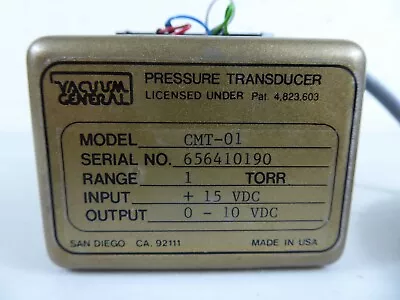 VACUUM GENERAL
PRESSURE TRANSDUCER
LICENSED UNDER Pat. 4,823,603
MODEL CMT-01
SERIAL NO. 656410190
RANGE 1 TORR
INPUT + 15 VDC
OUTPUT 0 - 10 VDC
SAN DIEGO CA. 92111 MADE IN USA